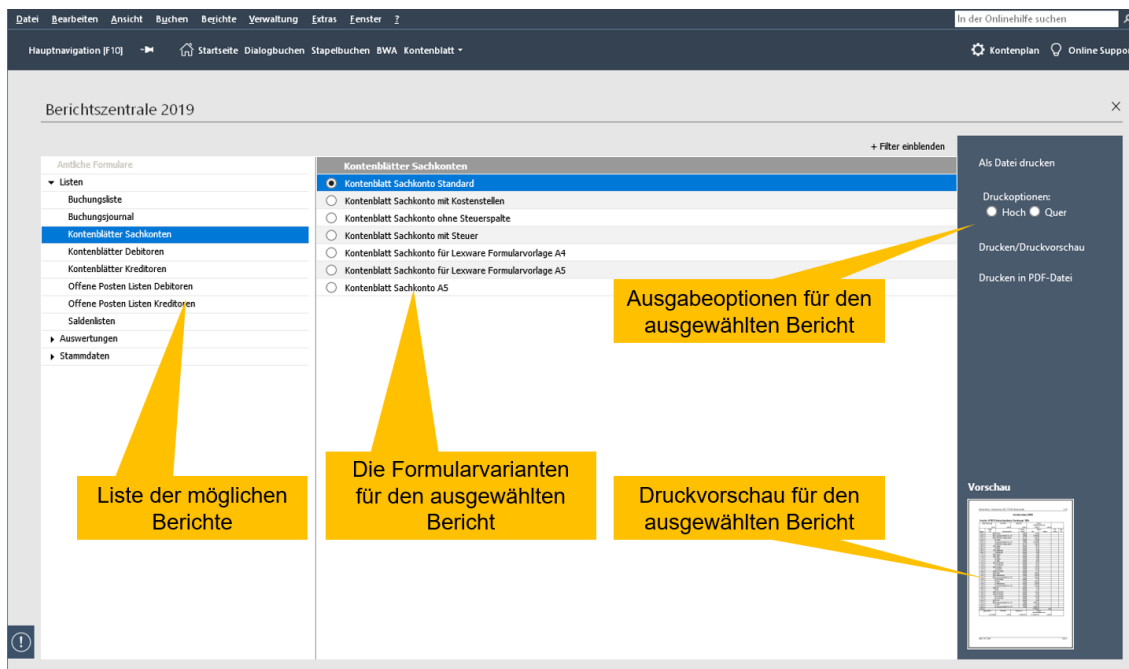 Datei Bearbeiten Ansicht Buchen Berichte Verwaltung Extras Fenster ?
In der Onlinehilfe suchen
Hauptnavigation [F10] Startseite Dialogbuchen Stapelbuchen BWA Kontenblatt
Kontenplan Online Suppor
Berichtszentrale 2019
+ Filter einblenden
Amtliche Formulare
Listen
Buchungsliste
Buchungsjournal
Kontenblätter Sachkonten
Kontenblätter Debitoren
Kontenblätter Kreditoren
Offene Posten Listen Debitoren
Offene Posten Listen Kreditoren
Saldenlisten
Auswertungen
Stammdaten
Kontenblätter Sachkonten
Kontenblatt Sachkonto Standard
Kontenblatt Sachkonto mit Kostenstellen
Kontenblatt Sachkonto ohne Steuerspalte
Kontenblatt Sachkonto mit Steuer
Kontenblatt Sachkonto für Lexware Formularvorlage A4
Kontenblatt Sachkonto für Lexware Formularvorlage A5
Kontenblatt Sachkonto A5
Als Datei drucken
Druckoptionen:
Hoch Quer
Drucken/Druckvorschau
Drucken in PDF-Datei
Ausgabeoptionen für den
ausgewählten Bericht
Liste der möglichen
Berichte
Die Formularvarianten
für den ausgewählten
Bericht
Druckvorschau für den
ausgewählten Bericht
Vorschau